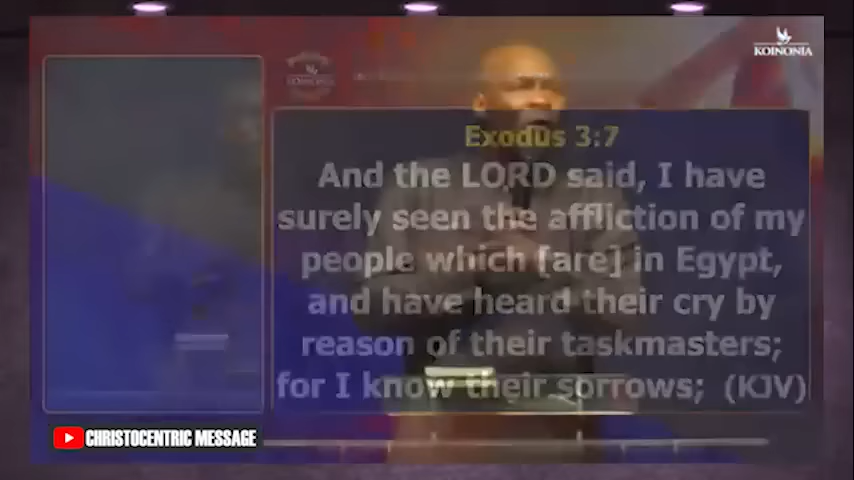 KOINONIA
KOINONIA
Exodus 3:7
And the LORD said, I have
surely seen the affliction of my
people which [are] in Egypt,
and have heard their cry by
reason of their taskmasters;
for I know their sorrows; (KJV)
CHRISTOCENTRIC MESSAGE